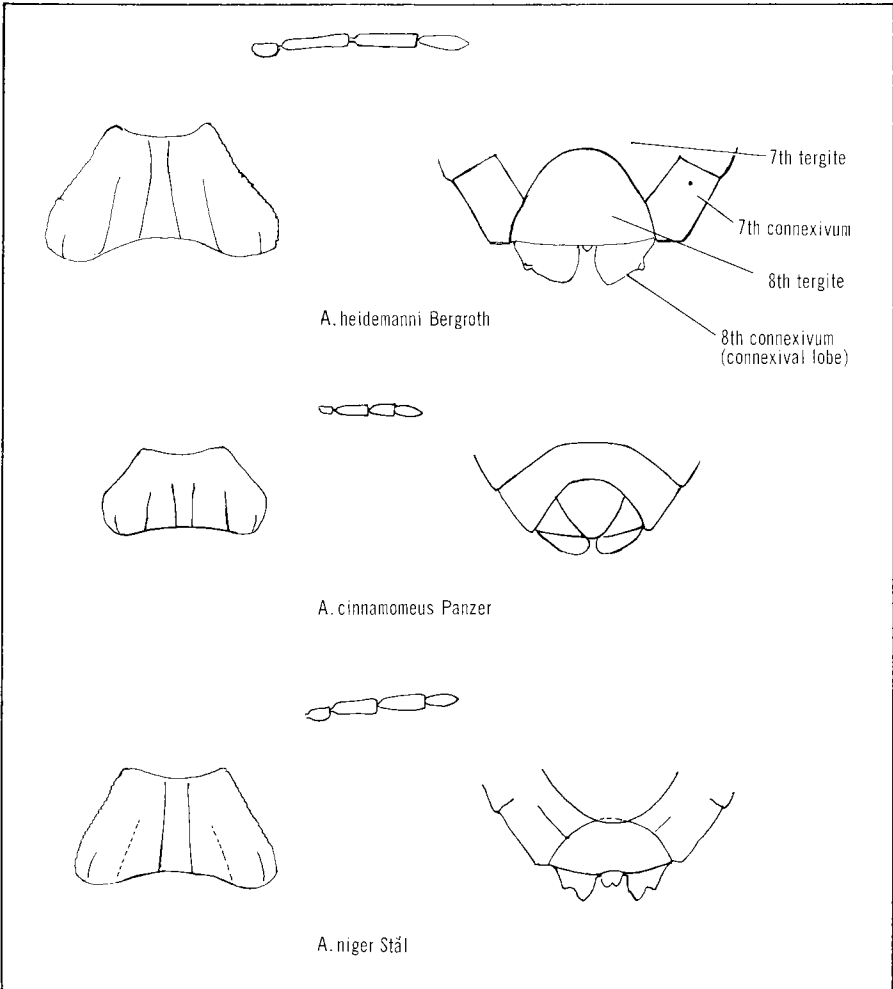 7th tergite
7th connexivum
8th tergite
8th connexivum
(connexival lobe)
A. heidemanni Bergroth
A. cinnamomeus Panzer
A. niger Stål